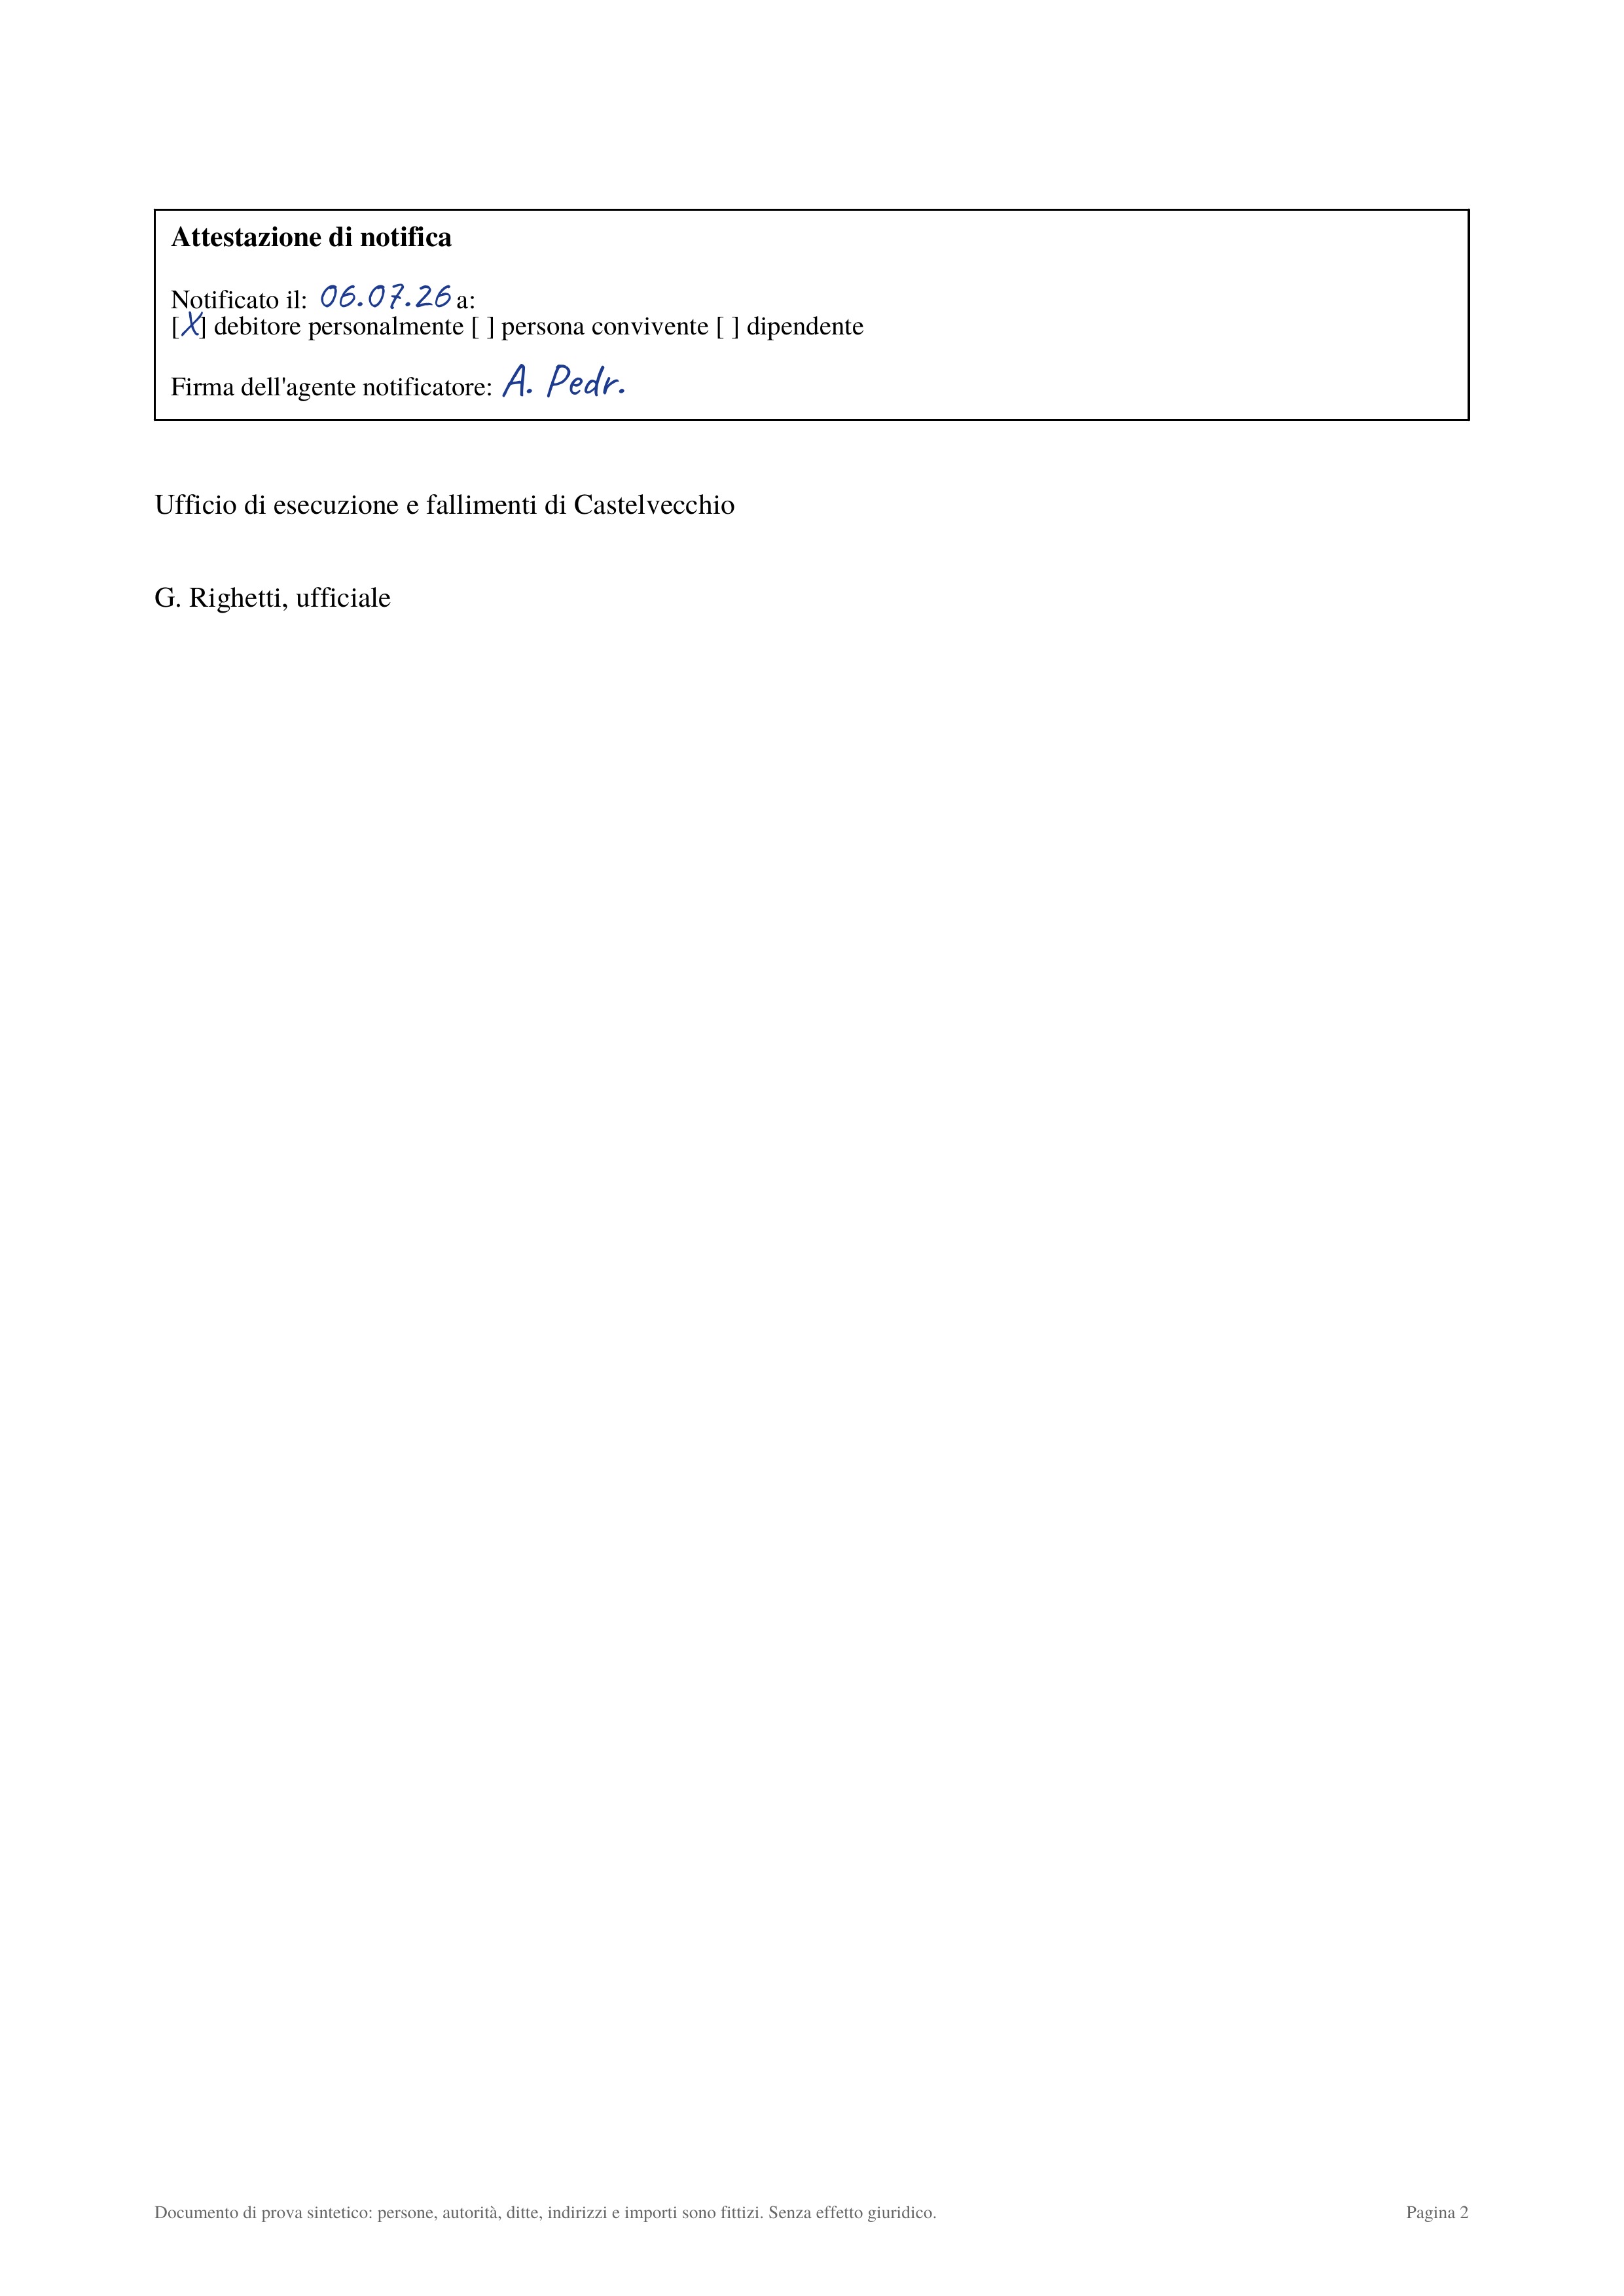 Attestazione di notifica
Notificato il: 06.07.26 a:
[X] debitore personalmente [ ] persona convivente [ ] dipendente
Firma dell'agente notificatore: A. Pedr.
Ufficio di esecuzione e fallimenti di Castelvecchio
G. Righetti, ufficiale
Documento di prova sintetico: persone, autorità, ditte, indirizzi e importi sono fittizi. Senza effetto giuridico. Pagina 2